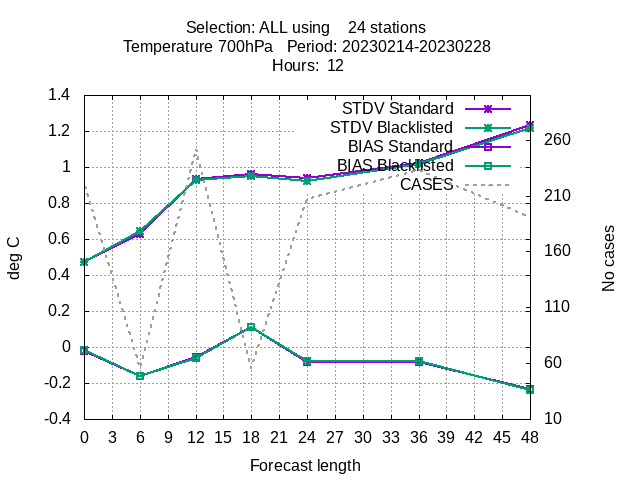 Selection: ALL using    24 stations
Temperature 700hPa   Period: 20230214-20230228
Hours:  12
STDV Standard
STDV Blacklisted
BIAS Standard
BIAS Blacklisted
CASES
1.4
1.2
1
0.8
0.6
0.4
0.2
0
-0.2
-0.4
deg C
260
210
160
110
60
10
No cases
0 3 6 9 12 15 18 21 24 27 30 33 36 39 42 45 48
Forecast length